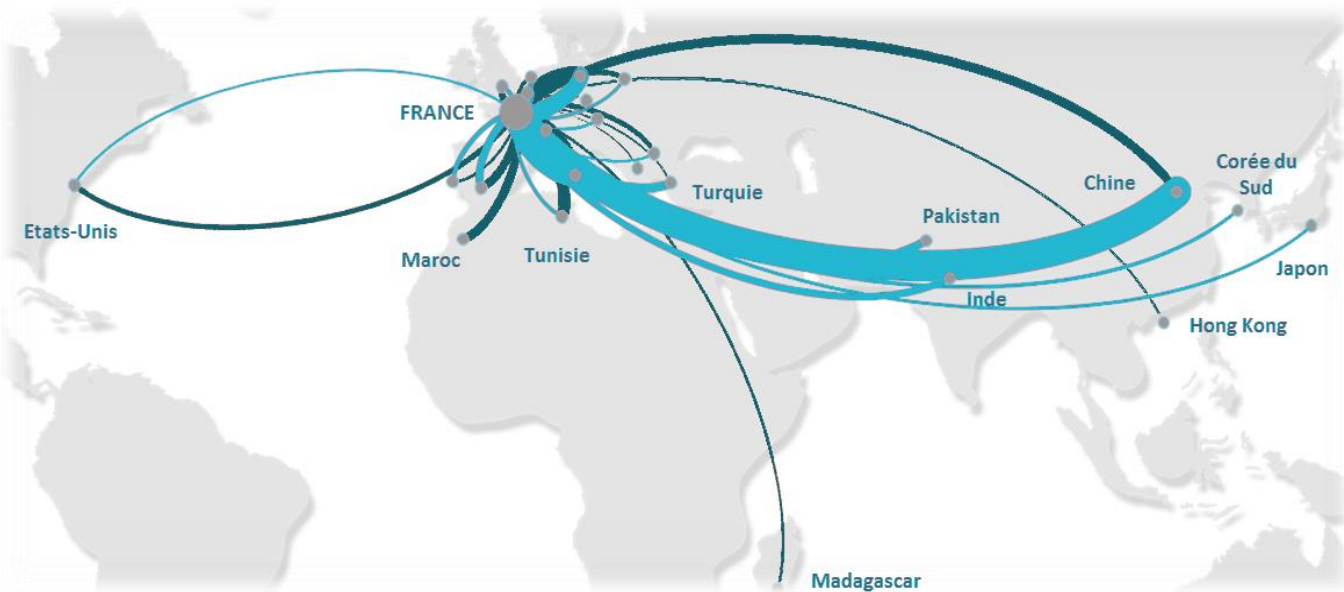 FRANCE
Etats-Unis
Maroc
Tunisie
Turquie
Pakistan
Chine
Corée du
Sud
Japon
Inde
Hong Kong
Madagascar